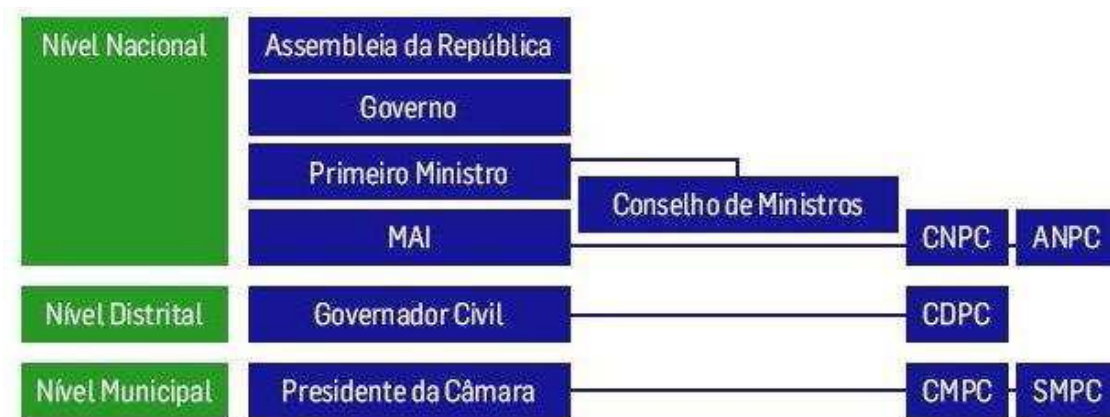 Nível Nacional
Assembleia da República
Governo
Primeiro Ministro
Conselho de Ministros
MAI
CNPC
ANPC
Nível Distrital
Governador Civil
CDPC
Nível Municipal
Presidente da Câmara
CMPC
SMPC